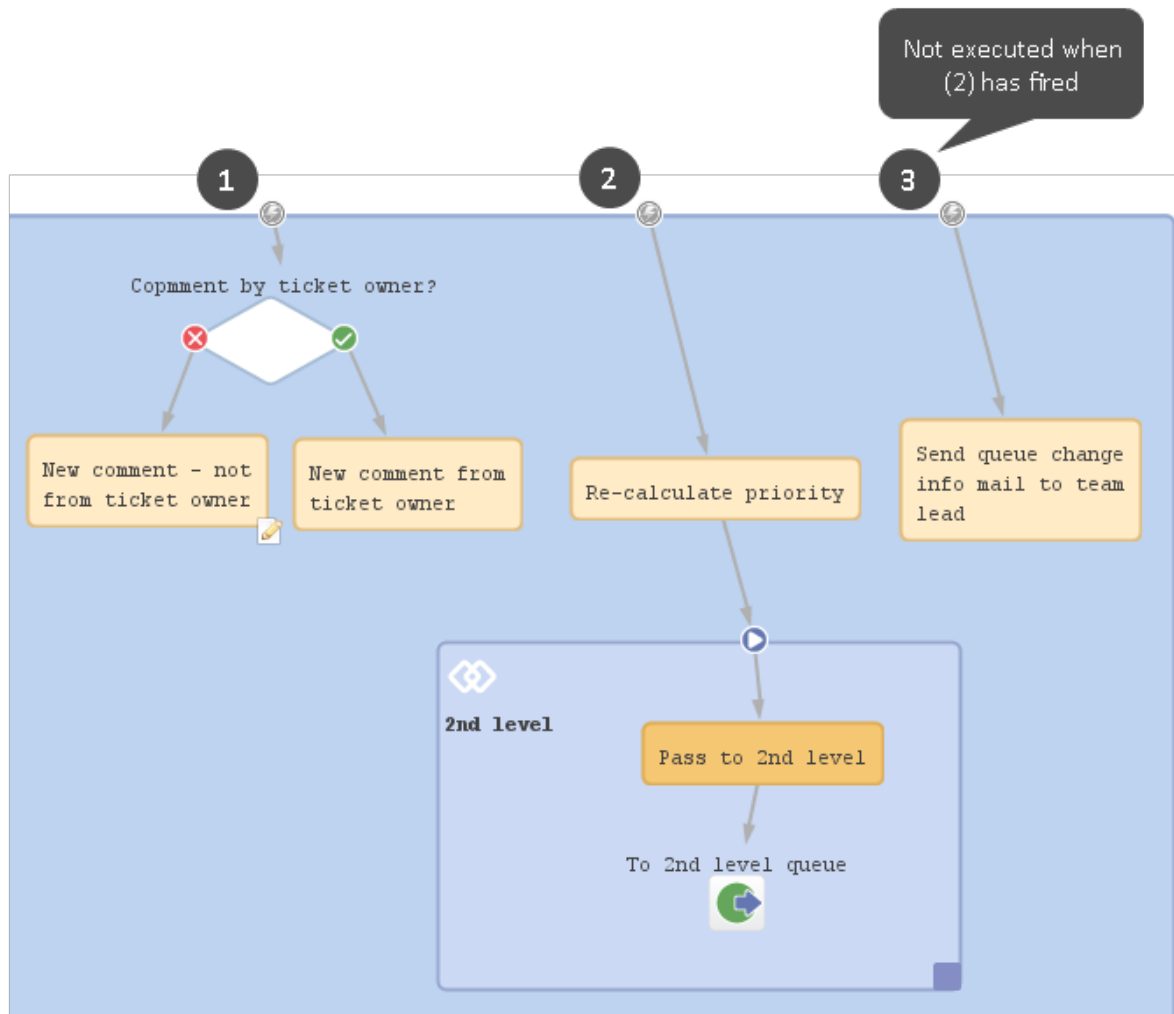 Not executed when
(2) has fired
1
2
3
Copmment by ticket owner?
New comment - not
from ticket owner
New comment from
ticket owner
Re-calculate priority
Send queue change
info mail to team
lead
2nd level
Pass to 2nd level
To 2nd level queue